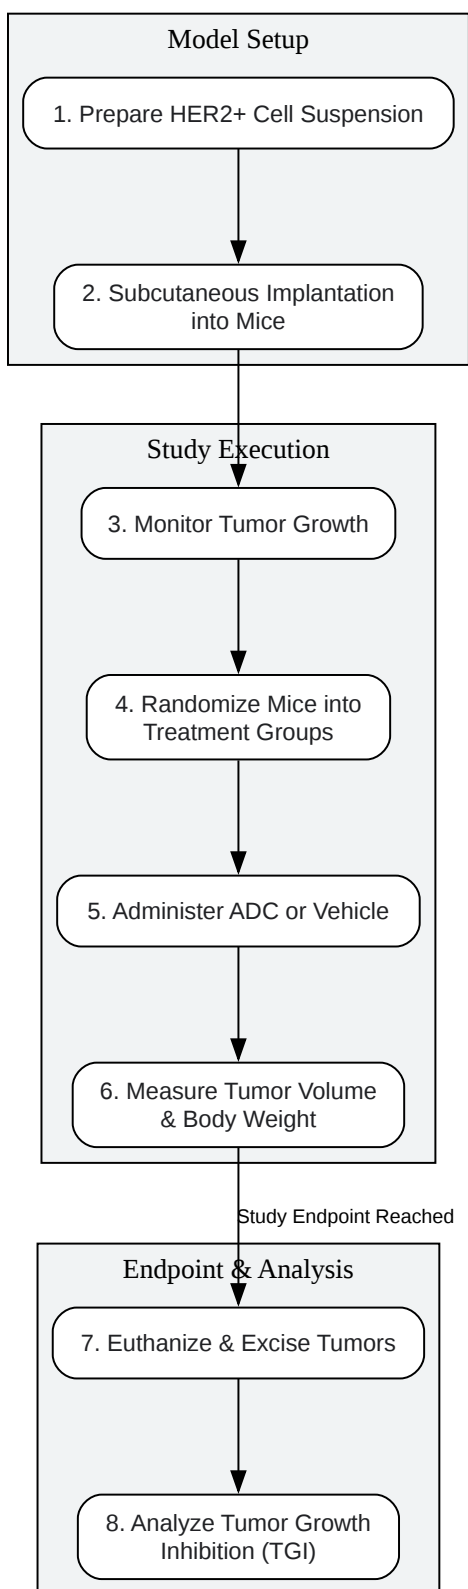 Model Setup
1. Prepare HER2+ Cell Suspension
2. Subcutaneous Implantation
into Mice
Study Execution
3. Monitor Tumor Growth
4. Randomize Mice into
Treatment Groups
5. Administer ADC or Vehicle
6. Measure Tumor Volume
& Body Weight
Study Endpoint Reached
Endpoint & Analysis
7. Euthanize & Excise Tumors
8. Analyze Tumor Growth
Inhibition (TGI)